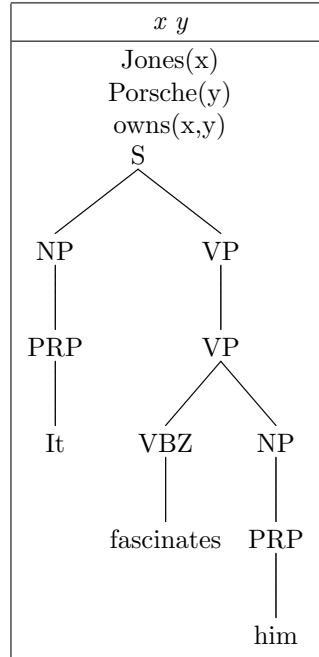 x y
Jones(x)
Porsche(y)
owns(x,y)
S
NP VP
PRP VP
It VBZ NP
fascinates PRP
him